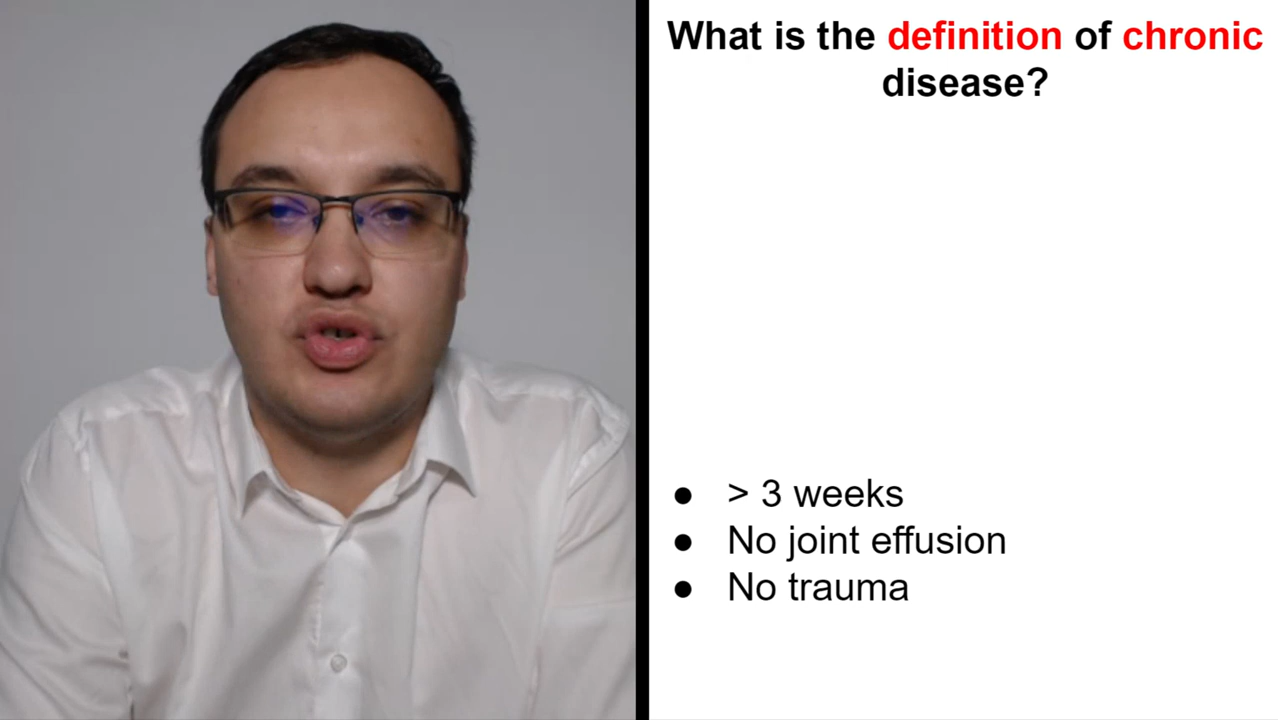 What is the definition of chronic
disease?
● > 3 weeks
● No joint effusion
● No trauma